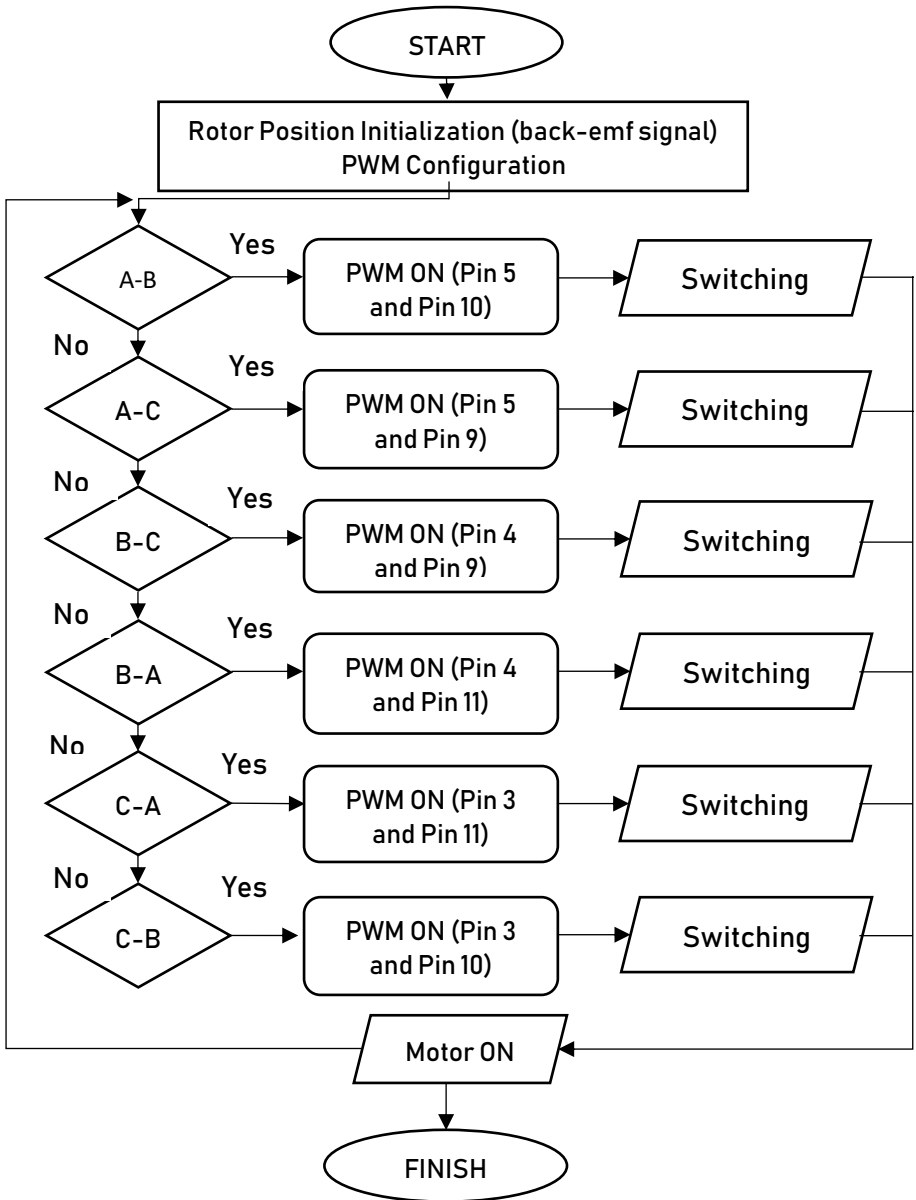 START
Rotor Position Initialization (back-emf signal)
PWM Configuration
A-B
Yes
PWM ON (Pin 5
and Pin 10)
Switching
No
A-C
Yes
PWM ON (Pin 5
and Pin 9)
Switching
No
B-C
Yes
PWM ON (Pin 4
and Pin 9)
Switching
No
B-A
Yes
PWM ON (Pin 4
and Pin 11)
Switching
No
C-A
Yes
PWM ON (Pin 3
and Pin 11)
Switching
No
C-B
Yes
PWM ON (Pin 3
and Pin 10)
Switching
Motor ON
FINISH